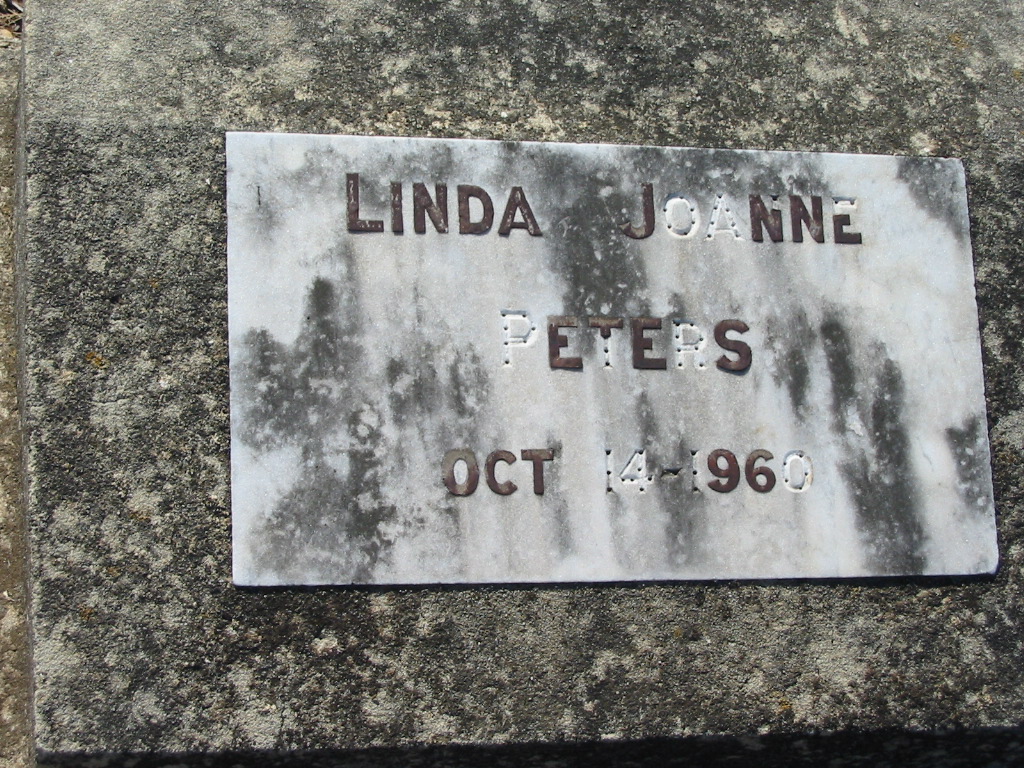 LINDA JOANNE
PETERS
OCT 14-1960